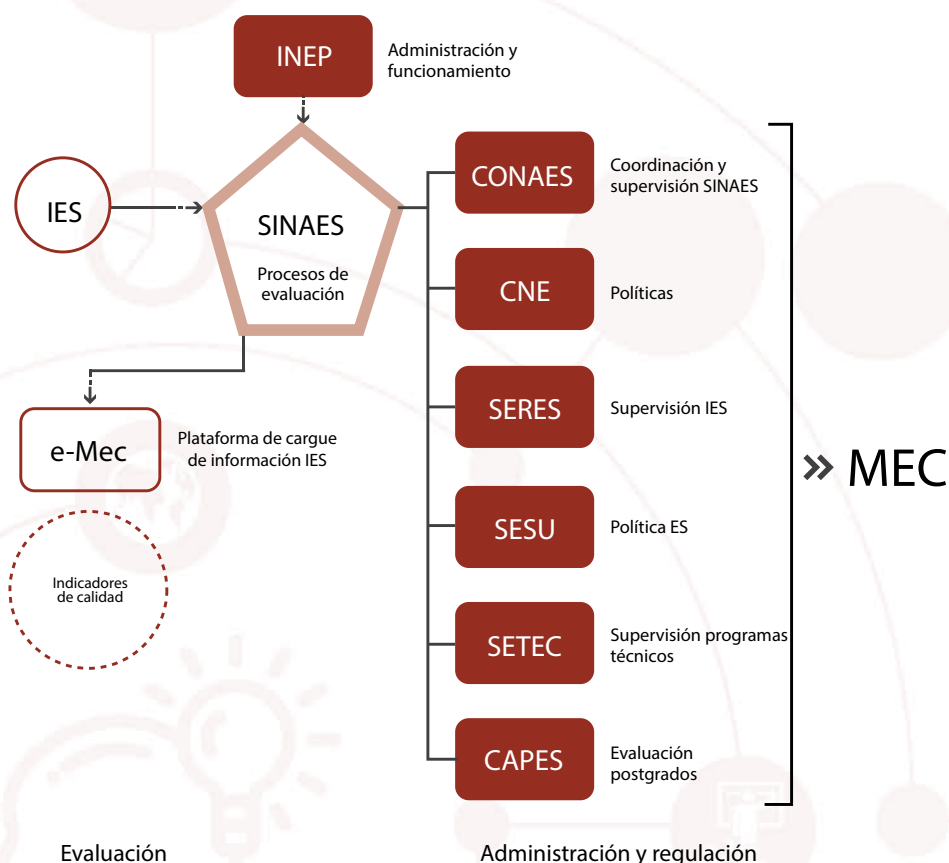 INEP
Administración y
funcionamiento
IES
SINAES
Procesos de
evaluación
e-Mec
Plataforma de cargue
de información IES
Indicadores
de calidad
CONAES
Coordinación y
supervisión SINAES
CNE
Políticas
SERES
Supervisión IES
SESU
Política ES
SETEC
Supervisión programas
técnicos
CAPES
Evaluación
postgrados
» MEC
Evaluación
Administración y regulación